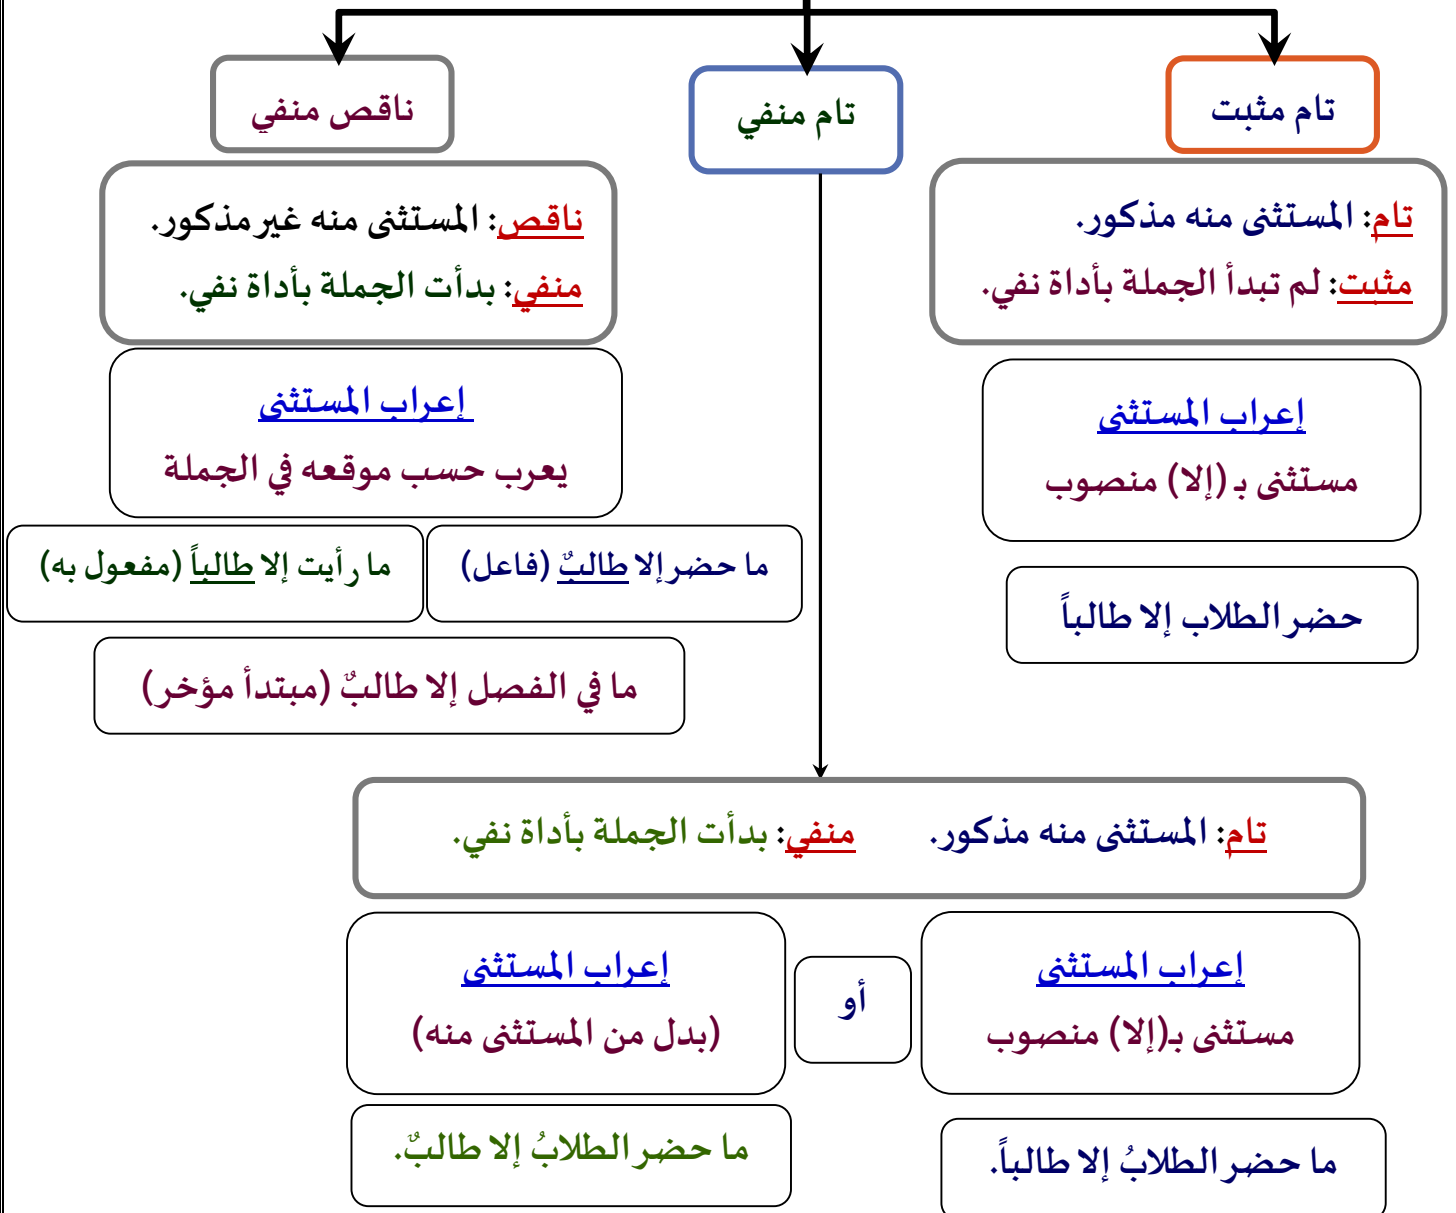 تام مثبت
تام منفي
ناقص منفي
تام: المستثنى منه مذكور.
مثبت: لم تبدأ الجملة بأداة نفي.
ناقص: المستثنى منه غير مذكور.
منفي: بدأت الجملة بأداة نفي.
إعراب المستثنى
مستثنى بـ (إلا) منصوب
إعراب المستثنى
يعرب حسب موقعه في الجملة
حضر الطلاب إلا طالباً
ما حضر إلا طالبٌ (فاعل)
ما رأيت إلا طالباً (مفعول به)
ما في الفصل إلا طالبٌ (مبتدأ مؤخر)
تام: المستثنى منه مذكور. منفي: بدأت الجملة بأداة نفي.
إعراب المستثنى
مستثنى بـ(إلا) منصوب
أو
إعراب المستثنى
(بدل من المستثنى منه)
ما حضر الطلابُ إلا طالباً.
ما حضر الطلابُ إلا طالبٌ.